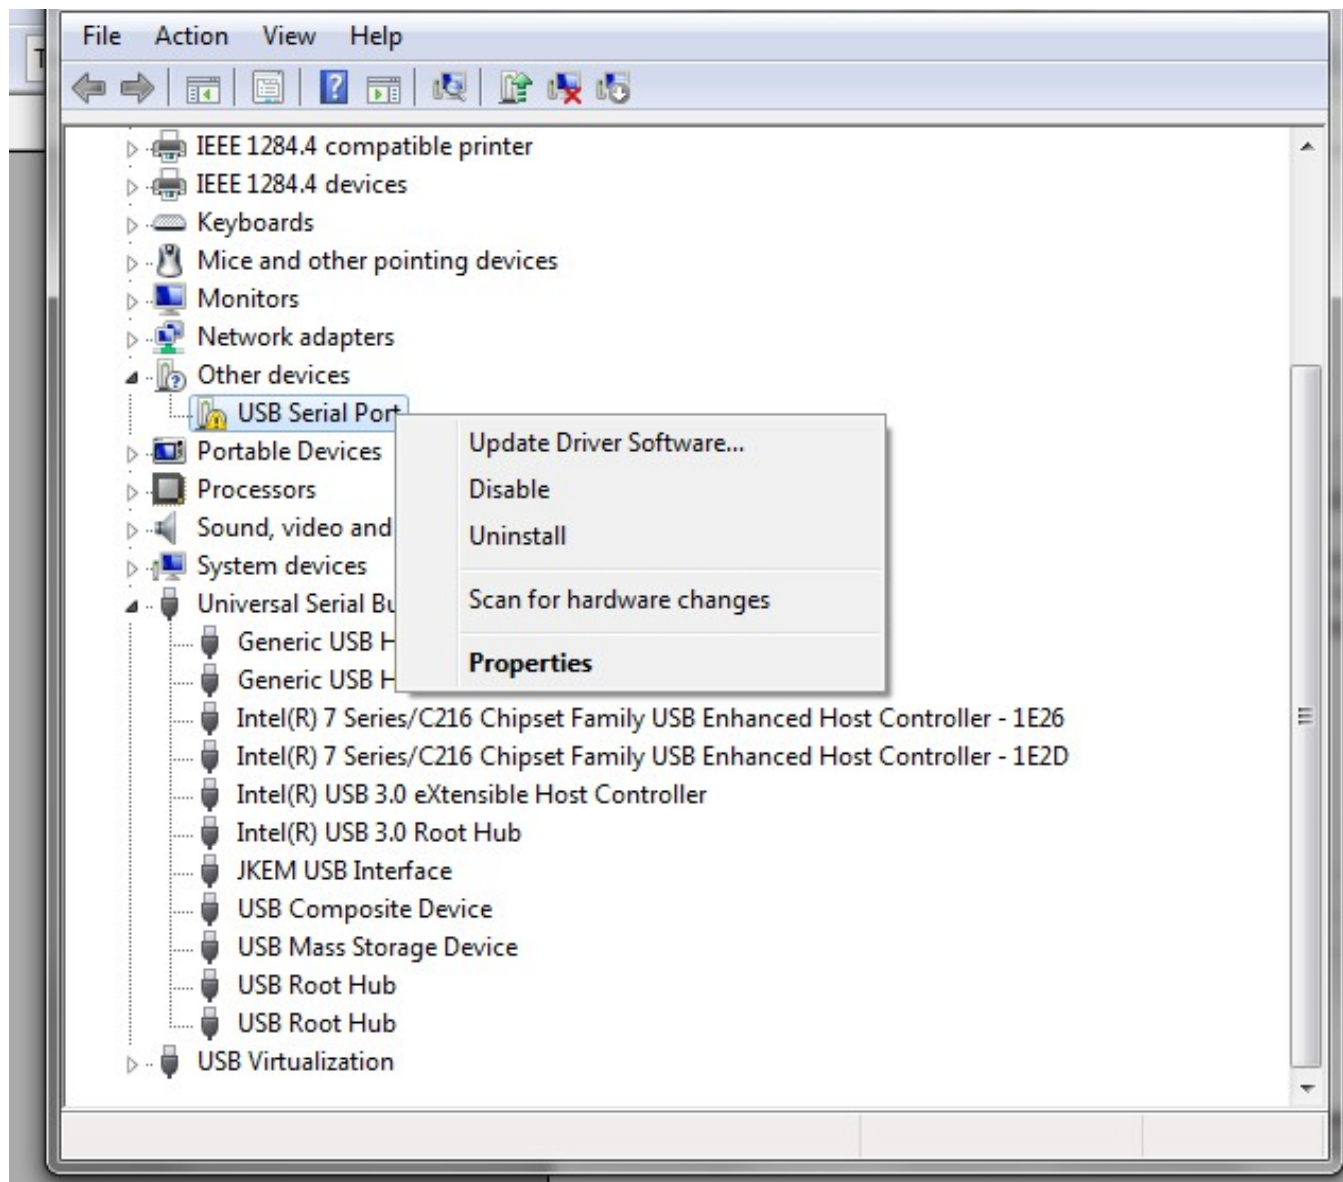 File Action View Help
T
IEEE 1284.4 compatible printer
IEEE 1284.4 devices
Keyboards
Mice and other pointing devices
Monitors
Network adapters
Other devices
USB Serial Port
Update Driver Software...
Portable Devices
Disable
Processors
Uninstall
Sound, video and
System devices
Scan for hardware changes
Universal Serial Bu
Generic USB H
Properties
Generic USB H
Intel(R) 7 Series/C216 Chipset Family USB Enhanced Host Controller - 1E26
Intel(R) 7 Series/C216 Chipset Family USB Enhanced Host Controller - 1E2D
Intel(R) USB 3.0 eXtensible Host Controller
Intel(R) USB 3.0 Root Hub
JKEM USB Interface
USB Composite Device
USB Mass Storage Device
USB Root Hub
USB Root Hub
USB Virtualization